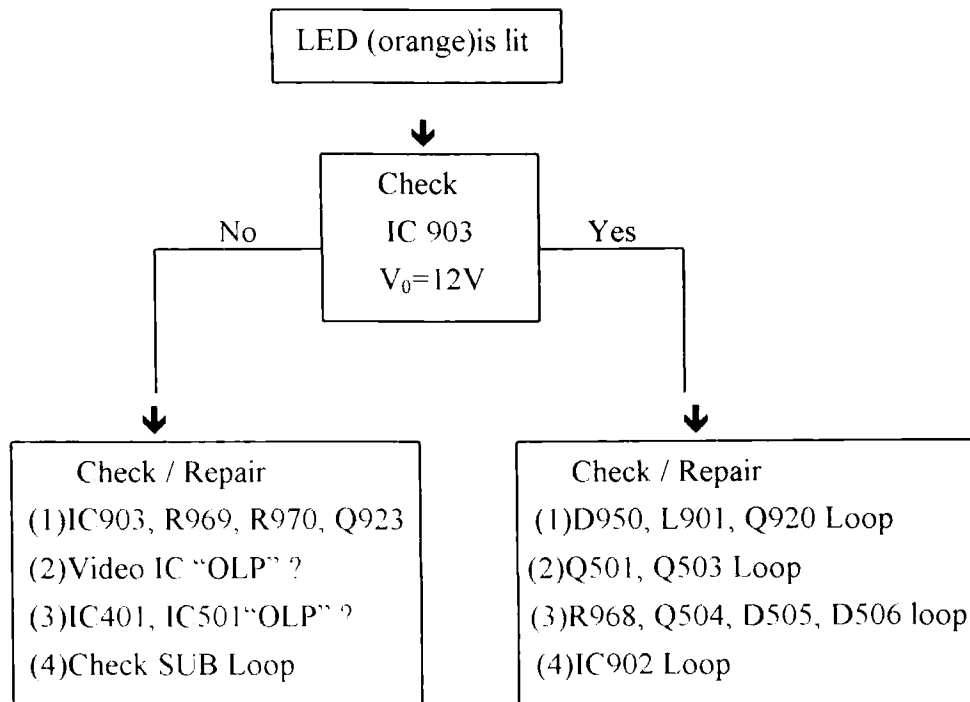 LED (orange)is lit
Check
IC 903
V₀=12V
No
Yes
Check / Repair
(1)IC903, R969, R970, Q923
(2)Video IC “OLP” ?
(3)IC401, IC501“OLP” ?
(4)Check SUB Loop
Check / Repair
(1)D950, L901, Q920 Loop
(2)Q501, Q503 Loop
(3)R968, Q504, D505, D506 loop
(4)IC902 Loop